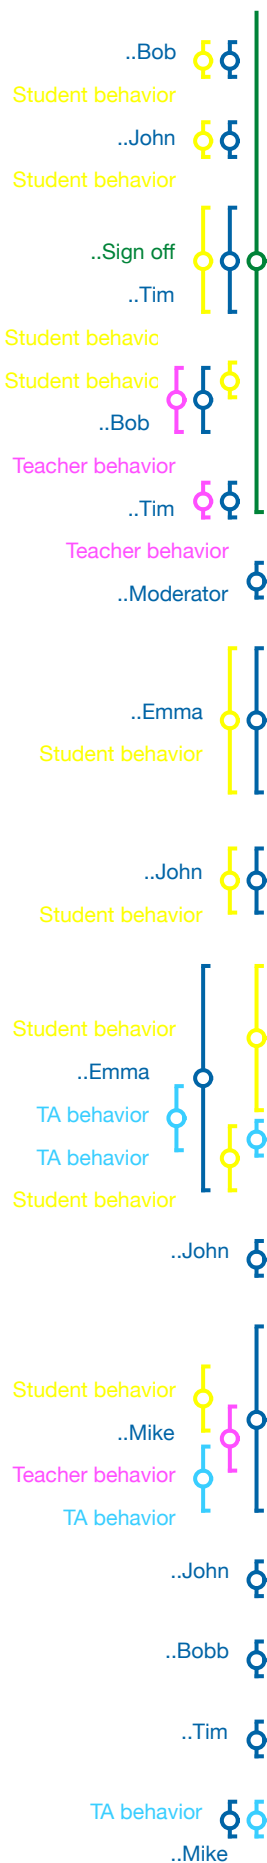 ..Bob
Student behavior
..John
Student behavior
..Sign off
..Tim
Student behavic
Student behavic
..Bob
Teacher behavior
..Tim
Teacher behavior
..Moderator
..Emma
Student behavior
..John
Student behavior
Student behavior
..Emma
TA behavior
TA behavior
Student behavior
..John
Student behavior
..Mike
Teacher behavior
TA behavior
..John
..Bobb
..Tim
TA behavior
..Mike